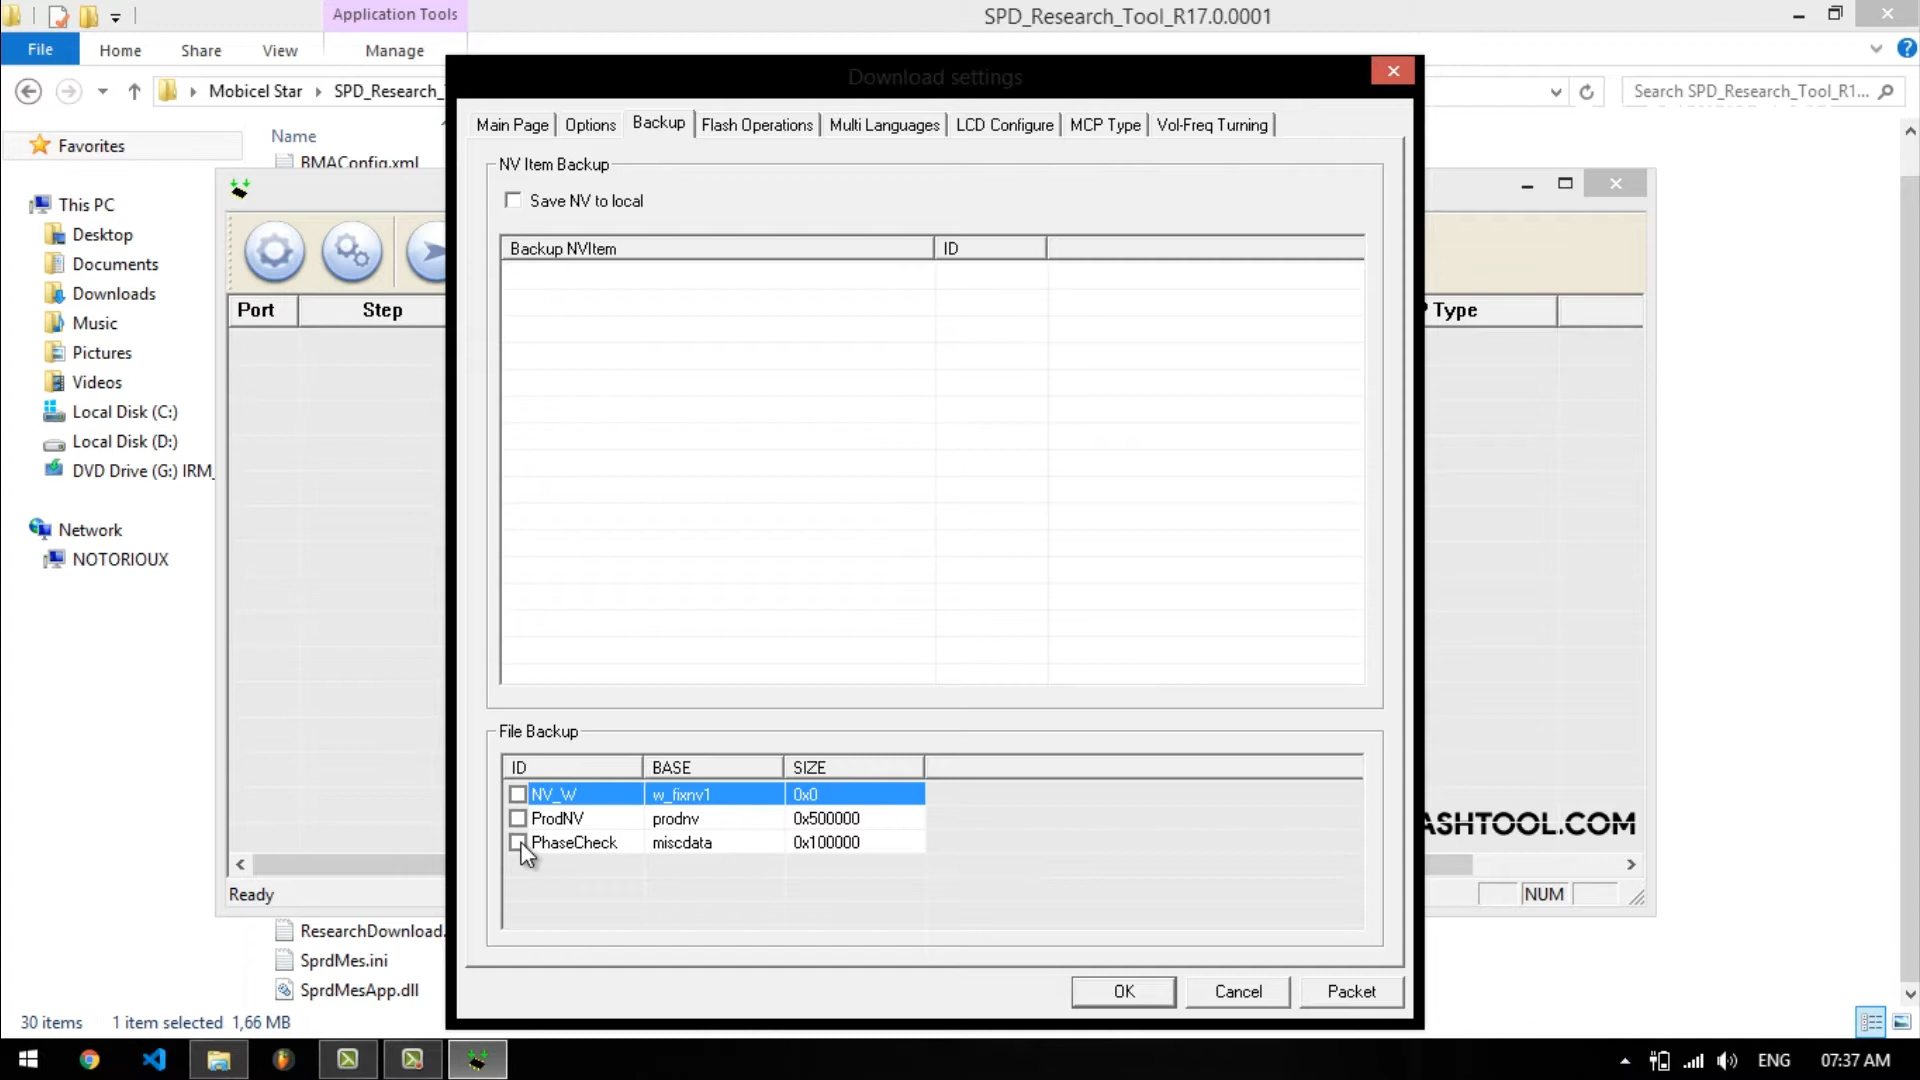 Application Tools
SPD_Research_Tool_R17.0.0001
File
Home
Share
View
Manage
Mobicel Star
SPD_Research_
Search SPD_Research_Tool_R1...
Download settings
Main Page
Options
Backup
Flash Operations
Multi Languages
LCD Configure
MCP Type
Vol-Freq Turning
Name
BMAConfig.xml
Favorites
This PC
Desktop
Documents
Downloads
Music
Pictures
Videos
Local Disk (C:)
Local Disk (D:)
DVD Drive (G:) IRM_
Network
NOTORIOUX
Port
Step
Type
NV Item Backup
Save NV to local
Backup NVItem
ID
File Backup
ID BASE SIZE
NV_W w_fixnv1 0x0
ProdNV prodnv 0x500000
PhaseCheck miscdata 0x100000
ASHTOOL.COM
Ready
NUM
ResearchDownload.
SprdMes.ini
SprdMesApp.dll
OK
Cancel
Packet
30 items
1 item selected 1,66 MB
ENG
07:37 AM